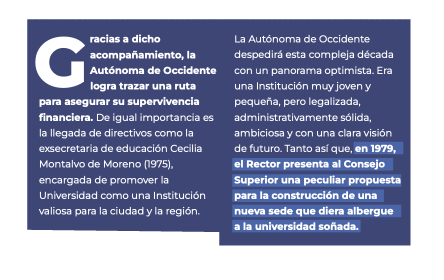 Gracias a dicho
acompañamiento, la
Autónoma de Occidente
logra trazar una ruta
para asegurar su supervivencia
financiera. De igual importancia es
la llegada de directivos como la
exsecretaria de educación Cecilia
Montalvo de Moreno (1975),
encargada de promover la
Universidad como una Institución
valiosa para la ciudad y la región.
La Autónoma de Occidente
despedirá esta compleja década
con un panorama optimista. Era
una Institución muy joven y
pequeña, pero legalizada,
administrativamente sólida,
ambiciosa y con una clara visión
de futuro. Tanto así que, en 1979,
el Rector presenta al Consejo
Superior una peculiar propuesta
para la construcción de una
nueva sede que diera albergue
a la universidad soñada.